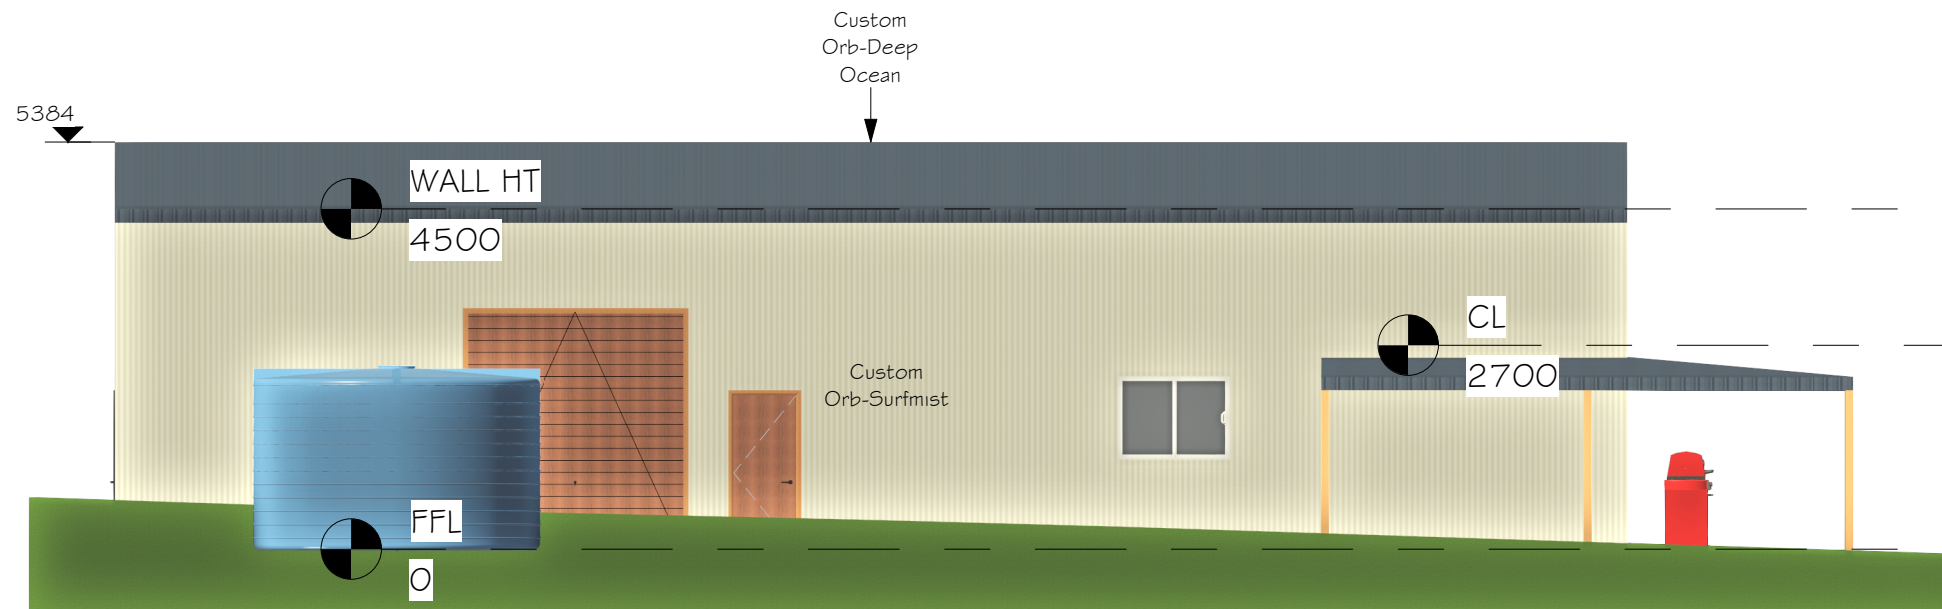 Custom
Orb-Deep
Ocean
5384
WALL HT
4500
CL
2700
Custom
Orb-Surfmist
FFL
0